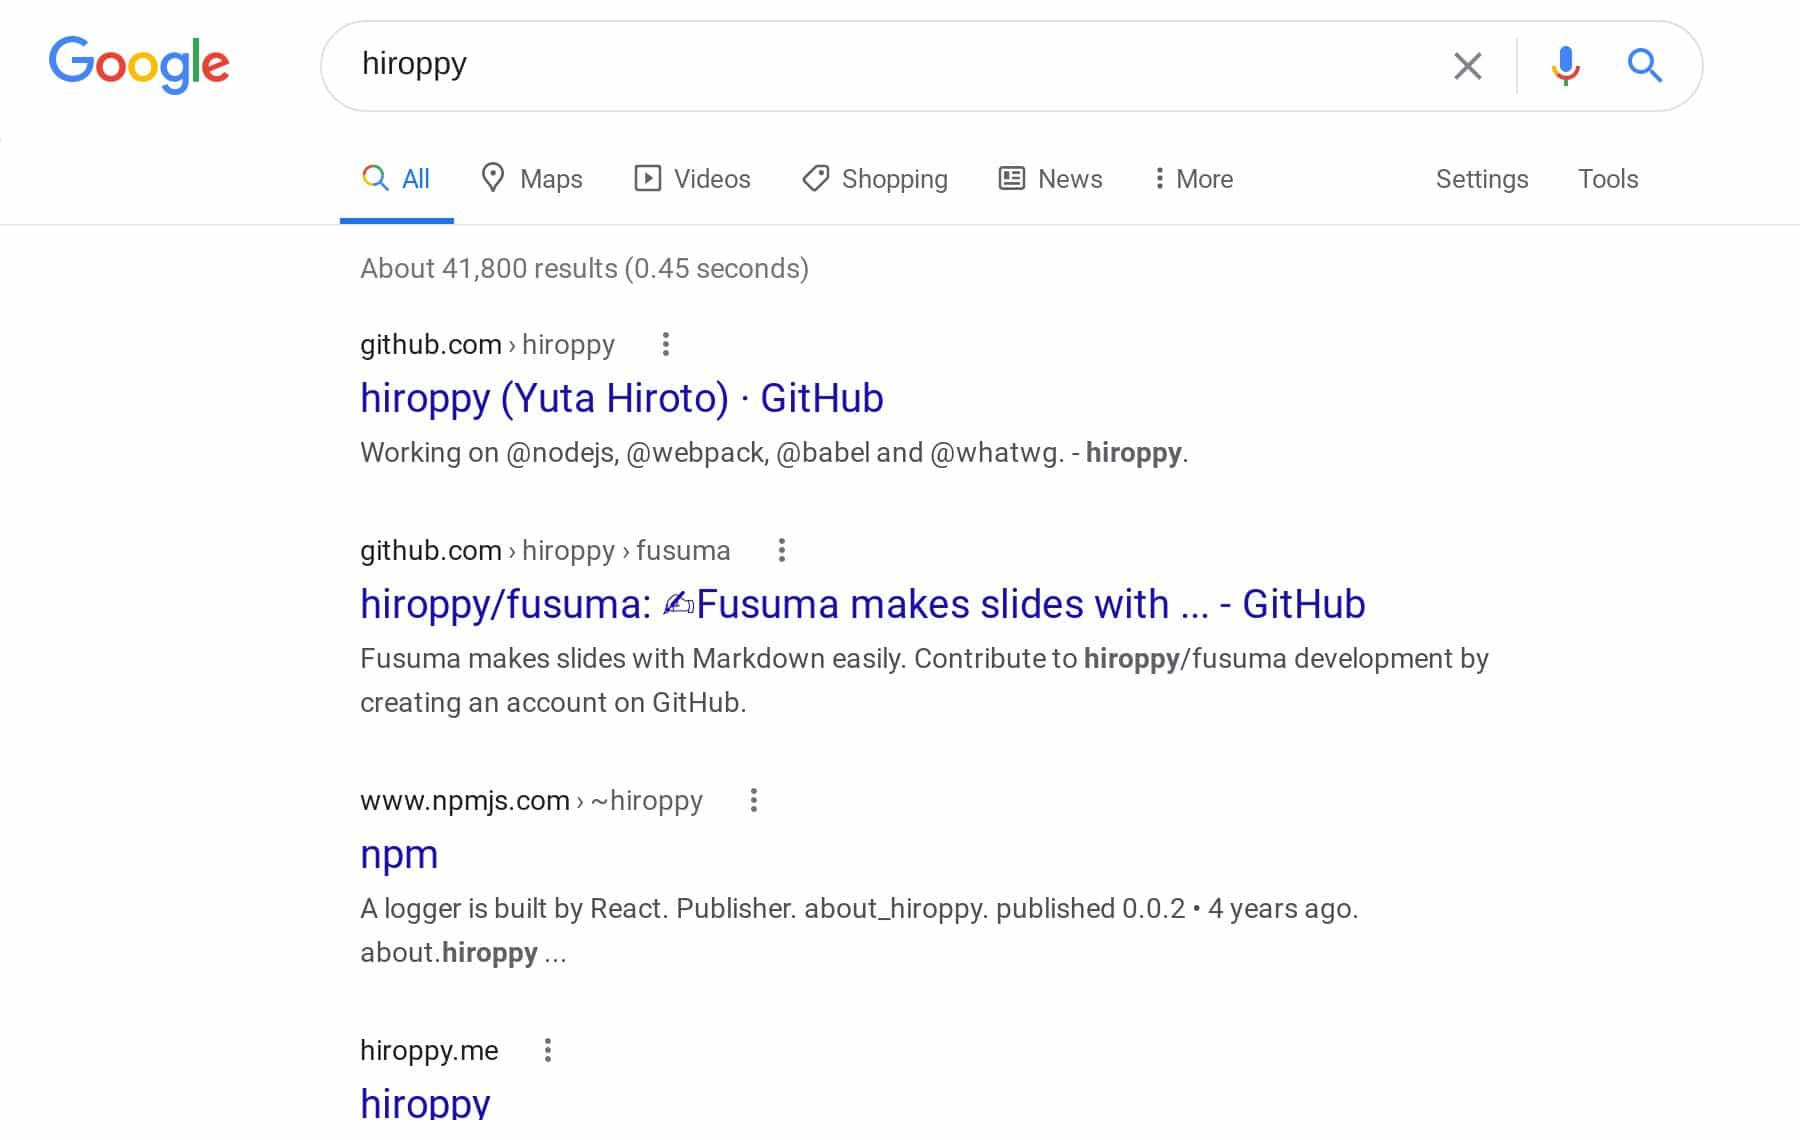 Google
hiroppy
All Maps Videos Shopping News More Settings Tools
About 41,800 results (0.45 seconds)
github.com › hiroppy
hiroppy (Yuta Hiroto) · GitHub
Working on @nodejs, @webpack, @babel and @whatwg. - hiroppy.
github.com › hiroppy › fusuma
hiroppy/fusuma: ✍Fusuma makes slides with ... - GitHub
Fusuma makes slides with Markdown easily. Contribute to hiroppy/fusuma development by
creating an account on GitHub.
www.npmjs.com › ~hiroppy
npm
A logger is built by React. Publisher. about_hiroppy. published 0.0.2 • 4 years ago.
about.hiroppy ...
hiroppy.me
hiroppy